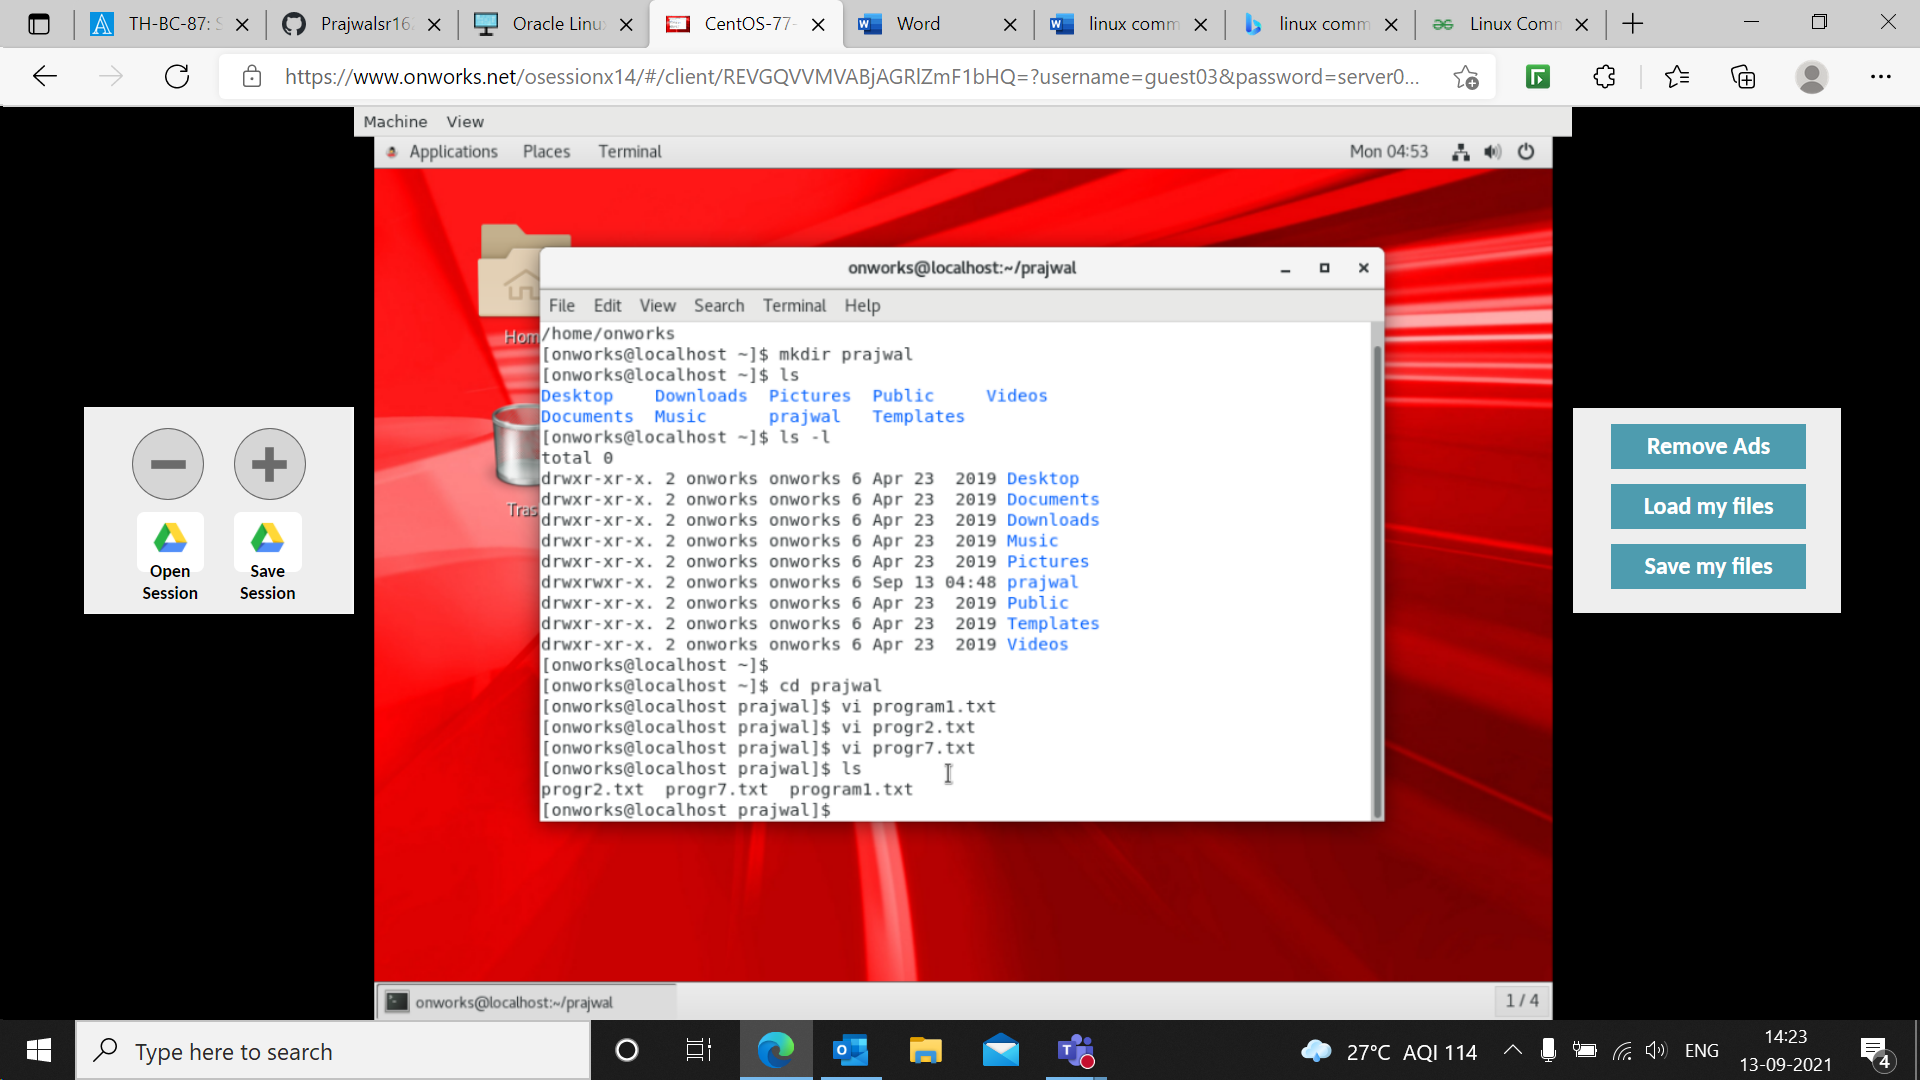 TH-BC-87: S
Prajwalsr16
Oracle Linu
CentOS-77-
Word
linux comm
linux comm
Linux Com
https://www.onworks.net/osessionx14/#/client/REVGQVVMVABjAGRlZmF1bHQ=?username=guest03&password=server0...
Machine View
Applications Places Terminal Mon 04:53
Hom
Tras
onworks@localhost:~/prajwal
File Edit View Search Terminal Help
/home/onworks
[onworks@localhost ~]$ mkdir prajwal
[onworks@localhost ~]$ ls
Desktop Downloads Pictures Public Videos
Documents Music prajwal Templates
[onworks@localhost ~]$ ls -l
total 0
drwxr-xr-x. 2 onworks onworks 6 Apr 23 2019 Desktop
drwxr-xr-x. 2 onworks onworks 6 Apr 23 2019 Documents
drwxr-xr-x. 2 onworks onworks 6 Apr 23 2019 Downloads
drwxr-xr-x. 2 onworks onworks 6 Apr 23 2019 Music
drwxr-xr-x. 2 onworks onworks 6 Apr 23 2019 Pictures
drwxrwxr-x. 2 onworks onworks 6 Sep 13 04:48 prajwal
drwxr-xr-x. 2 onworks onworks 6 Apr 23 2019 Public
drwxr-xr-x. 2 onworks onworks 6 Apr 23 2019 Templates
drwxr-xr-x. 2 onworks onworks 6 Apr 23 2019 Videos
[onworks@localhost ~]$
[onworks@localhost ~]$ cd prajwal
[onworks@localhost prajwal]$ vi program1.txt
[onworks@localhost prajwal]$ vi progr2.txt
[onworks@localhost prajwal]$ vi progr7.txt
[onworks@localhost prajwal]$ ls
progr2.txt progr7.txt program1.txt
[onworks@localhost prajwal]$
Open Session
Save Session
Remove Ads
Load my files
Save my files
onworks@localhost:~/prajwal
1 / 4
Type here to search
27°C AQI 114
ENG
14:23
13-09-2021
4